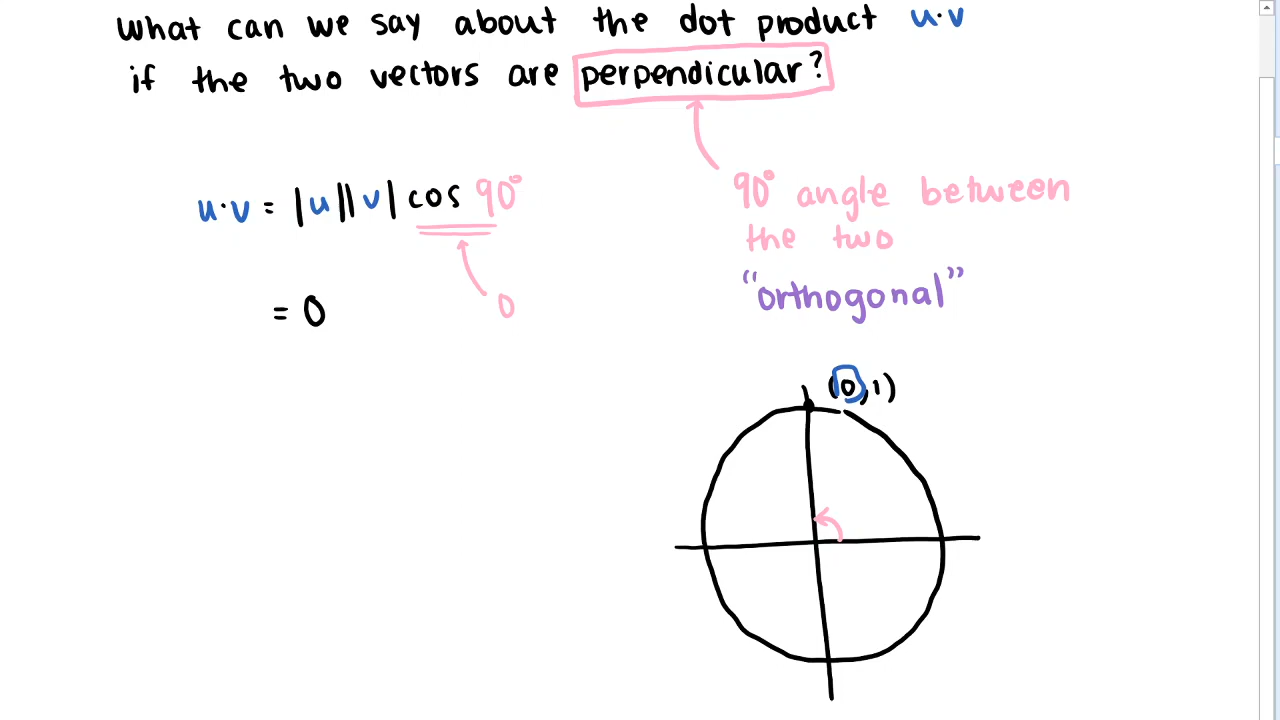 What can we say about the dot product u·v
if the two vectors are perpendicular?
u·v = |u||v| cos 90°
0
= 0
90° angle between
the two
"orthogonal"
(0,1)